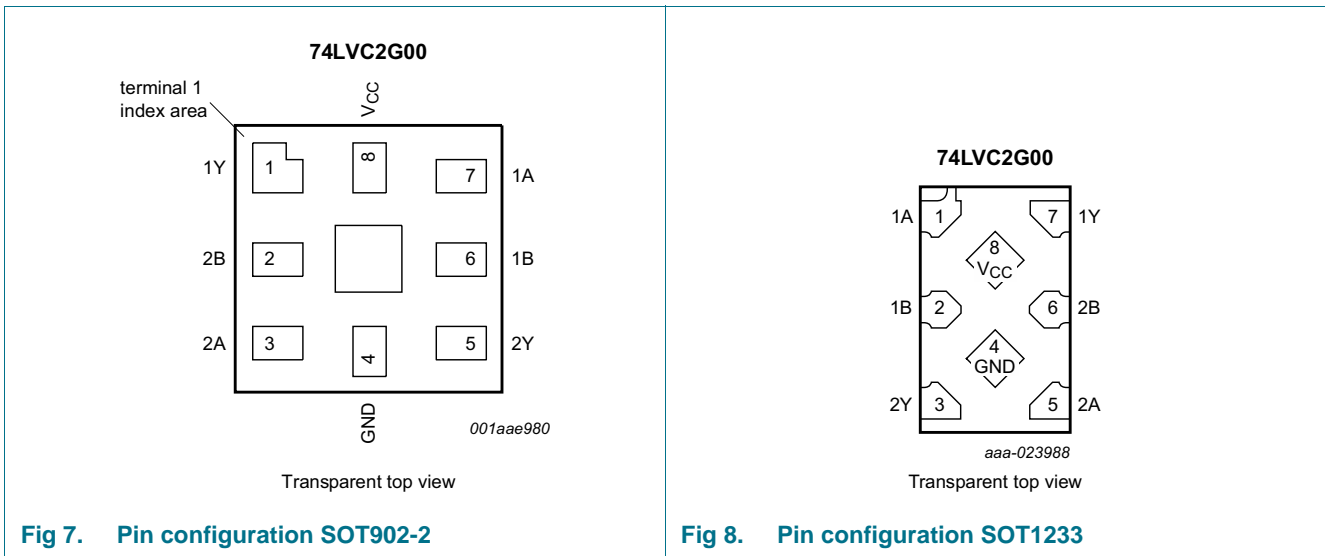 74LVC2G00
terminal 1
index area
VCC
1Y 1 8 7 1A
2B 2 6 1B
2A 3 4 5 2Y
GND
001aae980
Transparent top view
Fig 7. Pin configuration SOT902-2
74LVC2G00
1A 1 7 1Y
8
VCC
1B 2 6 2B
4
GND
2Y 3 5 2A
aaa-023988
Transparent top view
Fig 8. Pin configuration SOT1233